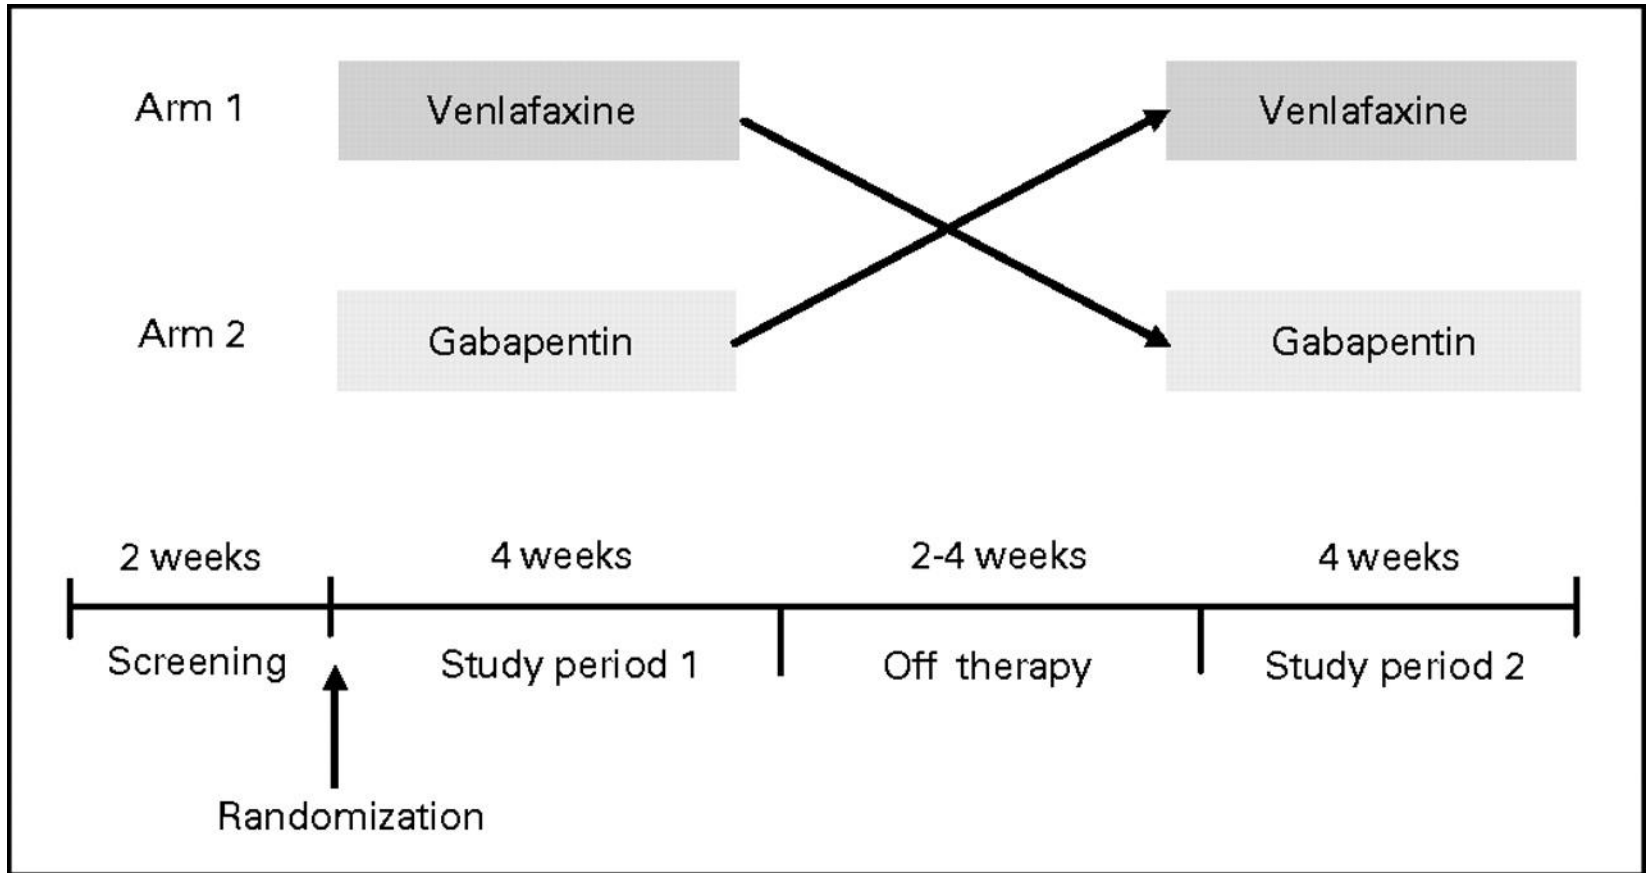 Arm 1
Venlafaxine
Venlafaxine
Arm 2
Gabapentin
Gabapentin
2 weeks
4 weeks
2-4 weeks
4 weeks
Screening
Study period 1
Off therapy
Study period 2
Randomization